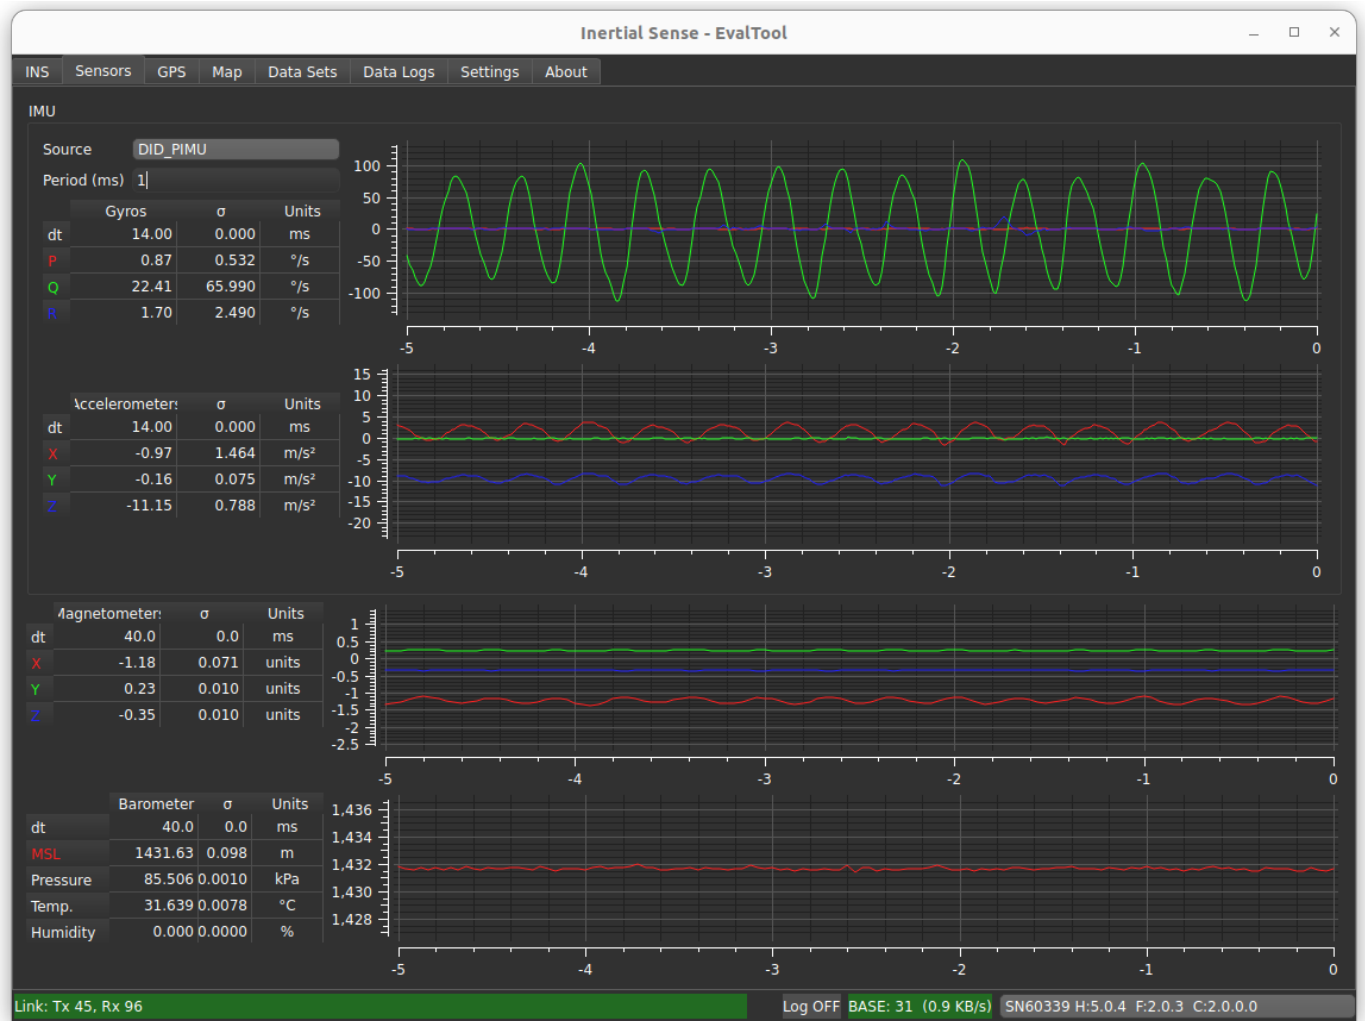 Inertial Sense - EvalTool
INS Sensors GPS Map Data Sets Data Logs Settings About
IMU
Source DID_PIMU
Period (ms) 1
Gyros σ Units
dt 14.00 0.000 ms
P 0.87 0.532 °/s
Q 22.41 65.990 °/s
R 1.70 2.490 °/s
100
50
0
-50
-100
-5 -4 -3 -2 -1 0
Accelerometers σ Units
dt 14.00 0.000 ms
X -0.97 1.464 m/s²
Y -0.16 0.075 m/s²
Z -11.15 0.788 m/s²
15
10
5
0
-5
-10
-15
-20
-5 -4 -3 -2 -1 0
Magnetometers σ Units
dt 40.0 0.0 ms
X -1.18 0.071 units
Y 0.23 0.010 units
Z -0.35 0.010 units
1
0.5
0
-0.5
-1
-1.5
-2
-2.5
-5 -4 -3 -2 -1 0
Barometer σ Units
dt 40.0 0.0 ms
MSL 1431.63 0.098 m
Pressure 85.506 0.0010 kPa
Temp. 31.639 0.0078 °C
Humidity 0.000 0.0000 %
1,436
1,434
1,432
1,430
1,428
-5 -4 -3 -2 -1 0
Link: Tx 45, Rx 96 Log OFF BASE: 31 (0.9 KB/s) SN60339 H:5.0.4 F:2.0.3 C:2.0.0.0